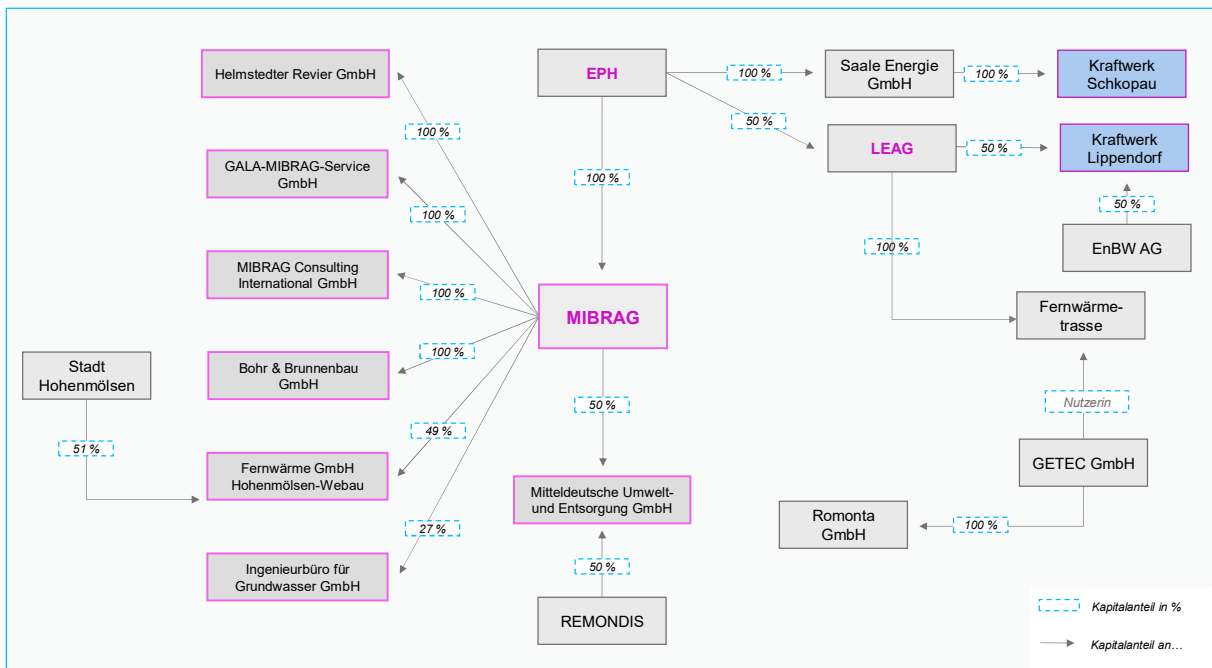 Helmstedter Revier GmbH
EPH
100 %
Saale Energie
GmbH
100 %
Kraftwerk
Schkopau
100 %
50 %
GALA-MIBRAG-Service
GmbH
LEAG
50 %
Kraftwerk
Lippendorf
100 %
100 %
50 %
EnBW AG
100 %
MIBRAG Consulting
International GmbH
100 %
MIBRAG
Fernwärme-
trasse
Stadt
Hohenmölsen
Bohr & Brunnenbau
GmbH
100 %
50 %
Nutzerin
51 %
49 %
Fernwärme GmbH
Hohenmölsen-Webau
GETEC GmbH
Mitteldeutsche Umwelt-
und Entsorgung GmbH
27 %
Romonta
GmbH
100 %
Ingenieurbüro für
Grundwasser GmbH
50 %
REMONDIS
Kapitalanteil in %
Kapitalanteil an…